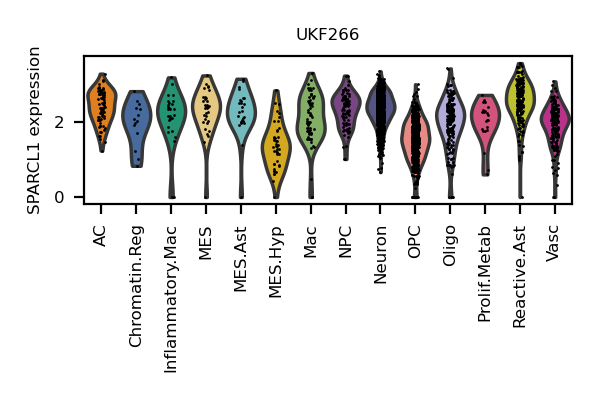 UKF266
SPARCL1 expression
2
0
AC
Chromatin.Reg
Inflammatory.Mac
MES
MES.Ast
MES.Hyp
Mac
NPC
Neuron
OPC
Oligo
Prolif.Metab
Reactive.Ast
Vasc